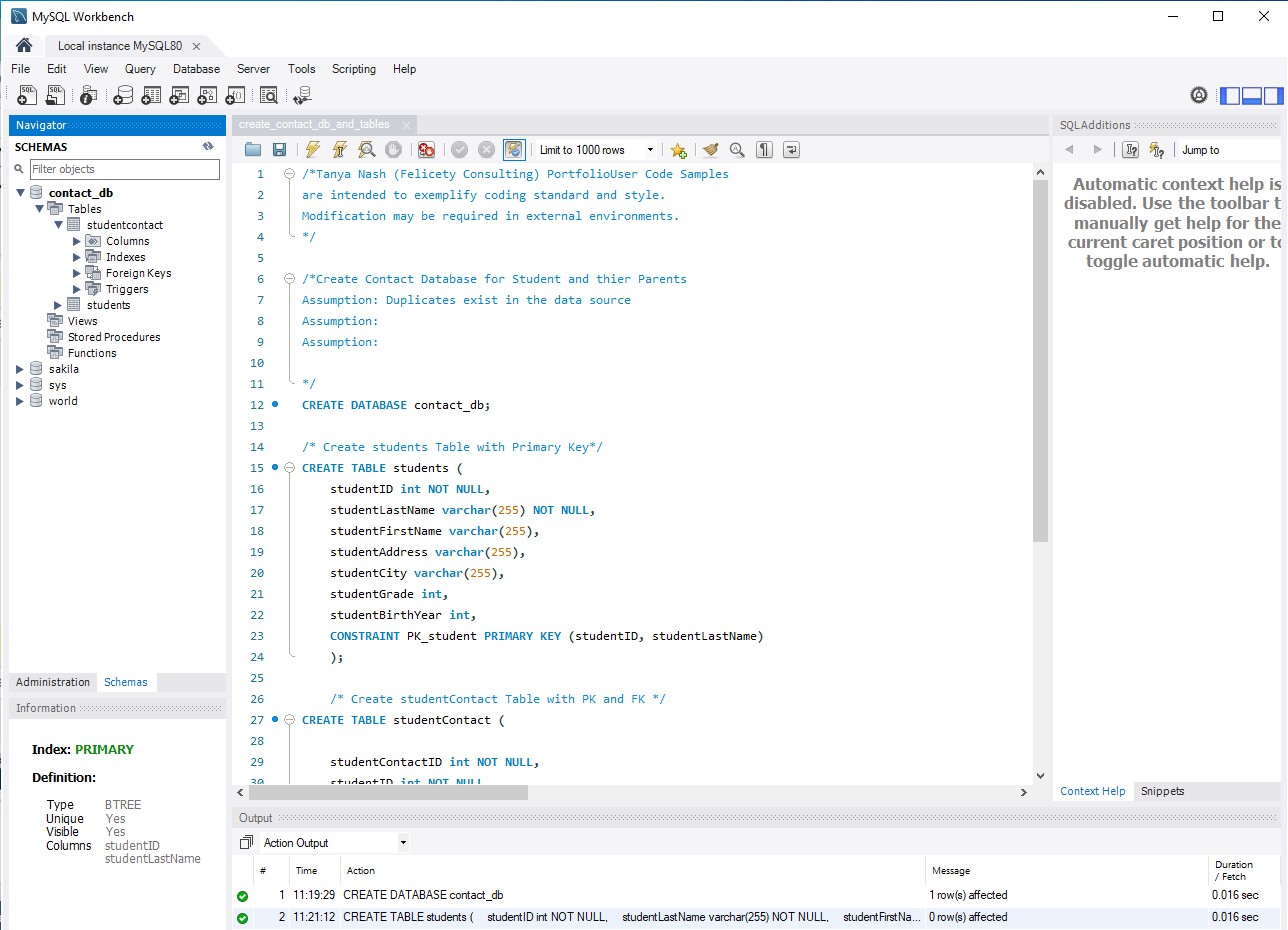 MySQL Workbench
Local instance MySQL80
File Edit View Query Database Server Tools Scripting Help
Navigator
SCHEMAS
Filter objects
contact_db
Tables
studentcontact
Columns
Indexes
Foreign Keys
Triggers
students
Views
Stored Procedures
Functions
sakila
sys
world
Administration Schemas
Information
Index: PRIMARY
Definition:
Type BTREE
Unique Yes
Visible Yes
Columns studentID
studentLastName
create_contact_db_and_tables
Limit to 1000 rows
1 /*Tanya Nash (Felicety Consulting) PortfolioUser Code Samples
2 are intended to exemplify coding standard and style.
3 Modification may be required in external environments.
4 */
5
6 /*Create Contact Database for Student and thier Parents
7 Assumption: Duplicates exist in the data source
8 Assumption:
9 Assumption:
10
11 */
12 CREATE DATABASE contact_db;
13
14 /* Create students Table with Primary Key*/
15 CREATE TABLE students (
16 studentID int NOT NULL,
17 studentLastName varchar(255) NOT NULL,
18 studentFirstName varchar(255),
19 studentAddress varchar(255),
20 studentCity varchar(255),
21 studentGrade int,
22 studentBirthYear int,
23 CONSTRAINT PK_student PRIMARY KEY (studentID, studentLastName)
24 );
25
26 /* Create studentContact Table with PK and FK */
27 CREATE TABLE studentContact (
28
29 studentContactID int NOT NULL,
30 studentID int NOT NULL
SQLAdditions
Jump to
Automatic context help is
disabled. Use the toolbar t
manually get help for the
current caret position or to
toggle automatic help.
Context Help Snippets
Output
Action Output
# Time Action Message Duration / Fetch
1 11:19:29 CREATE DATABASE contact_db 1 row(s) affected 0.016 sec
2 11:21:12 CREATE TABLE students ( studentID int NOT NULL, studentLastName varchar(255) NOT NULL, studentFirstNa... 0 row(s) affected 0.016 sec